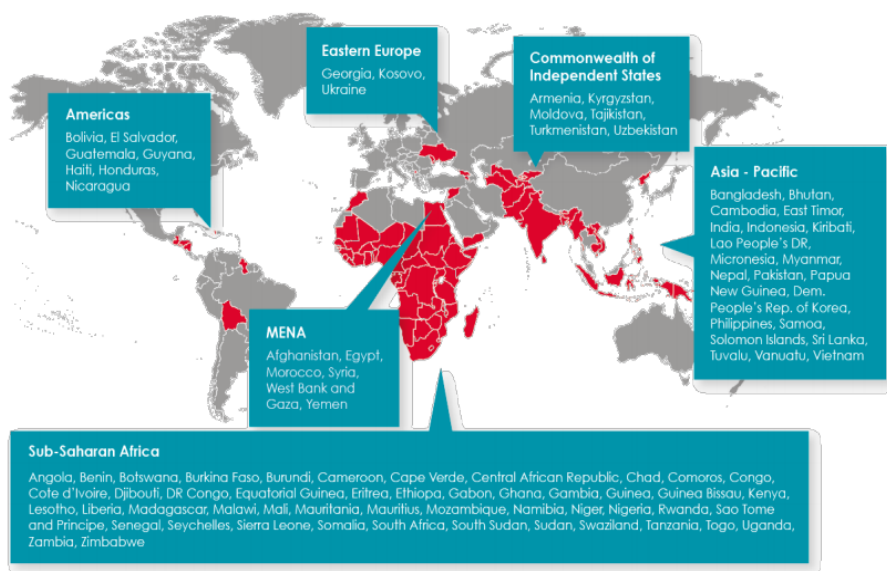 Eastern Europe
Georgia, Kosovo,
Ukraine
Commonwealth of
Independent States
Armenia, Kyrgyzstan,
Moldova, Tajikistan,
Turkmenistan, Uzbekistan
Americas
Bolivia, El Salvador,
Guatemala, Guyana,
Haiti, Honduras,
Nicaragua
Asia - Pacific
Bangladesh, Bhutan,
Cambodia, East Timor,
India, Indonesia, Kiribati,
Lao People's DR,
Micronesia, Myanmar,
Nepal, Pakistan, Papua
New Guinea, Dem.
People's Rep. of Korea,
Philippines, Samoa,
Solomon Islands, Sri Lanka,
Tuvalu, Vanuatu, Vietnam
MENA
Afghanistan, Egypt,
Morocco, Syria,
West Bank and
Gaza, Yemen
Sub-Saharan Africa
Angola, Benin, Botswana, Burkina Faso, Burundi, Cameroon, Cape Verde, Central African Republic, Chad, Comoros, Congo,
Cote d'Ivoire, Djibouti, DR Congo, Equatorial Guinea, Eritrea, Ethiopa, Gabon, Ghana, Gambia, Guinea, Guinea Bissau, Kenya,
Lesotho, Liberia, Madagascar, Malawi, Mali, Mauritania, Mauritius, Mozambique, Namibia, Niger, Nigeria, Rwanda, Sao Tome
and Principe, Senegal, Seychelles, Sierra Leone, Somalia, South Africa, South Sudan, Sudan, Swaziland, Tanzania, Togo, Uganda,
Zambia, Zimbabwe